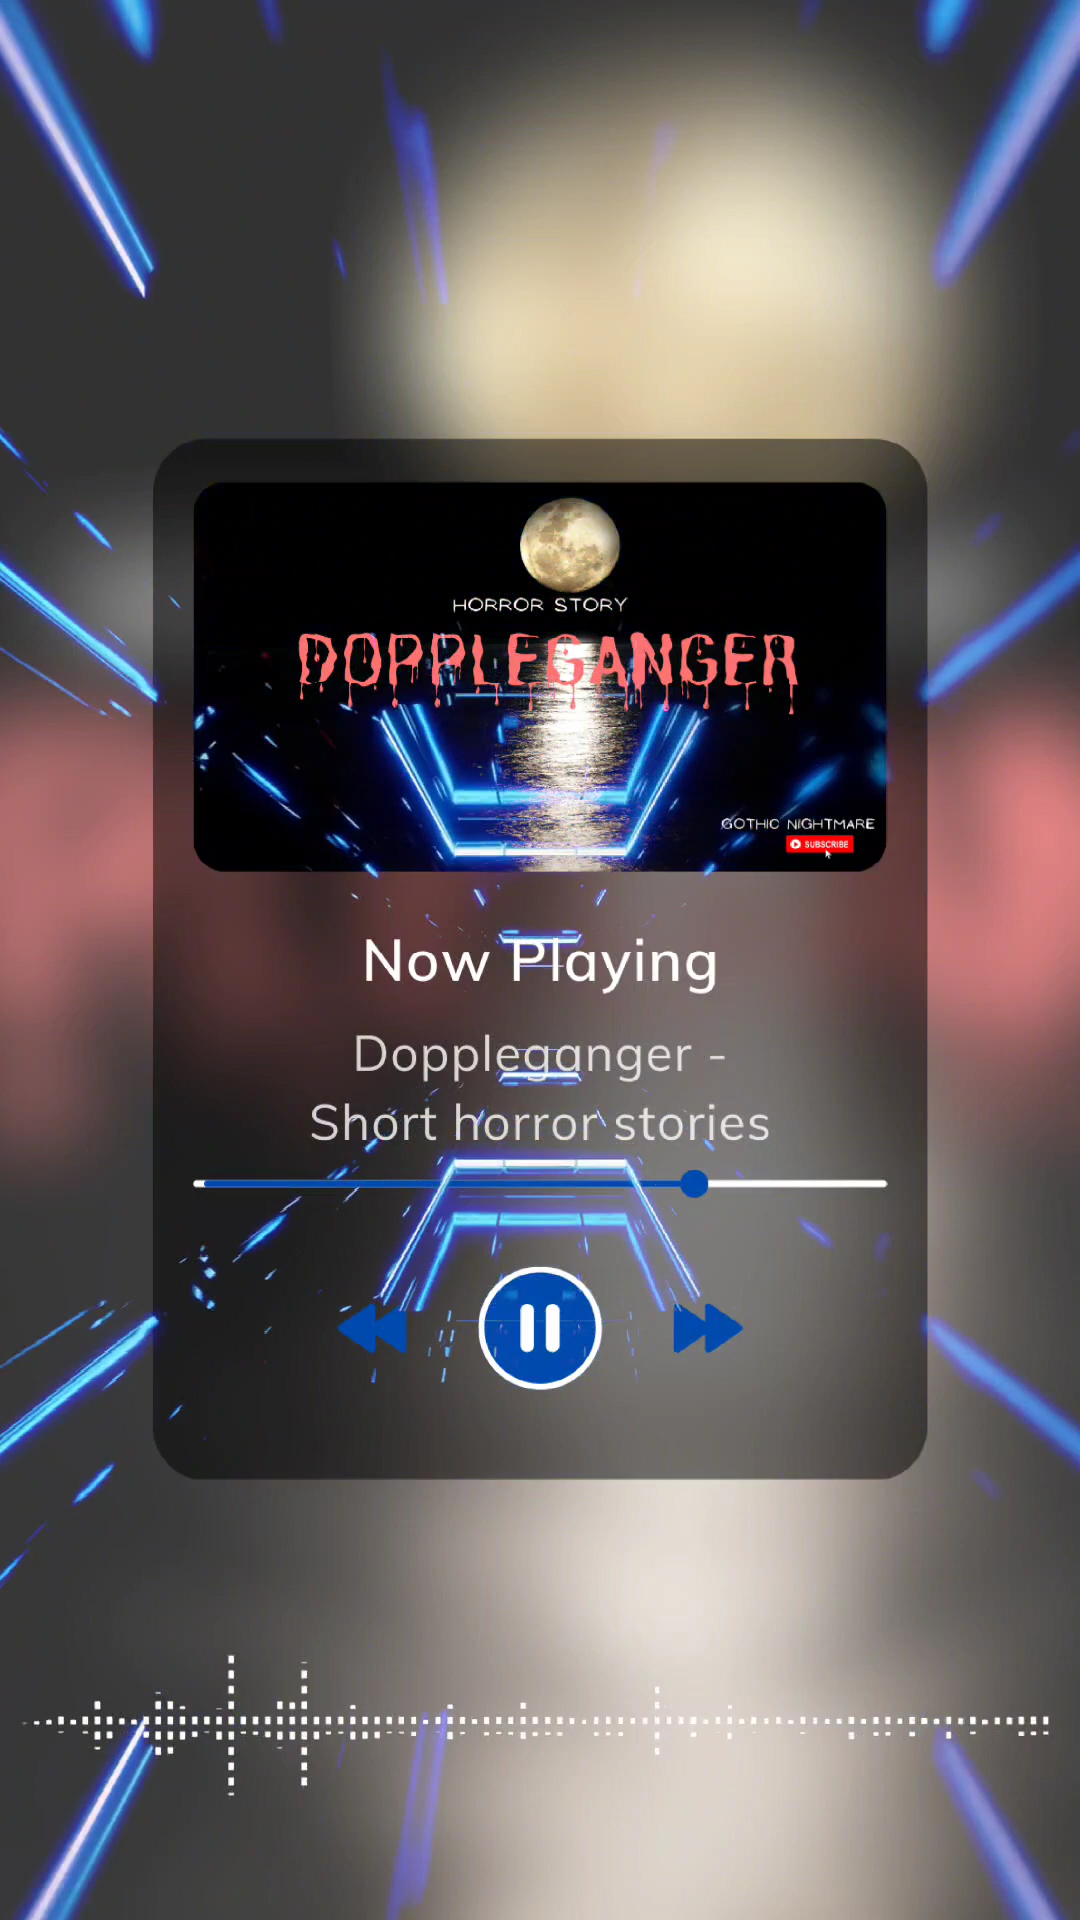 HORROR STORY
DOPPLEGANGER
GOTHIC NIGHTMARE
SUBSCRIBE
Now Playing
Doppleganger -
Short horror stories